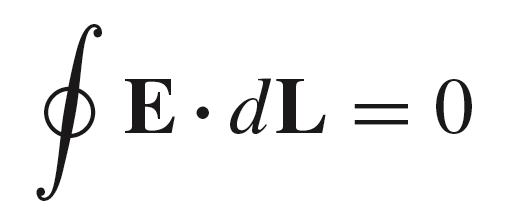 ∮ E · dL = 0